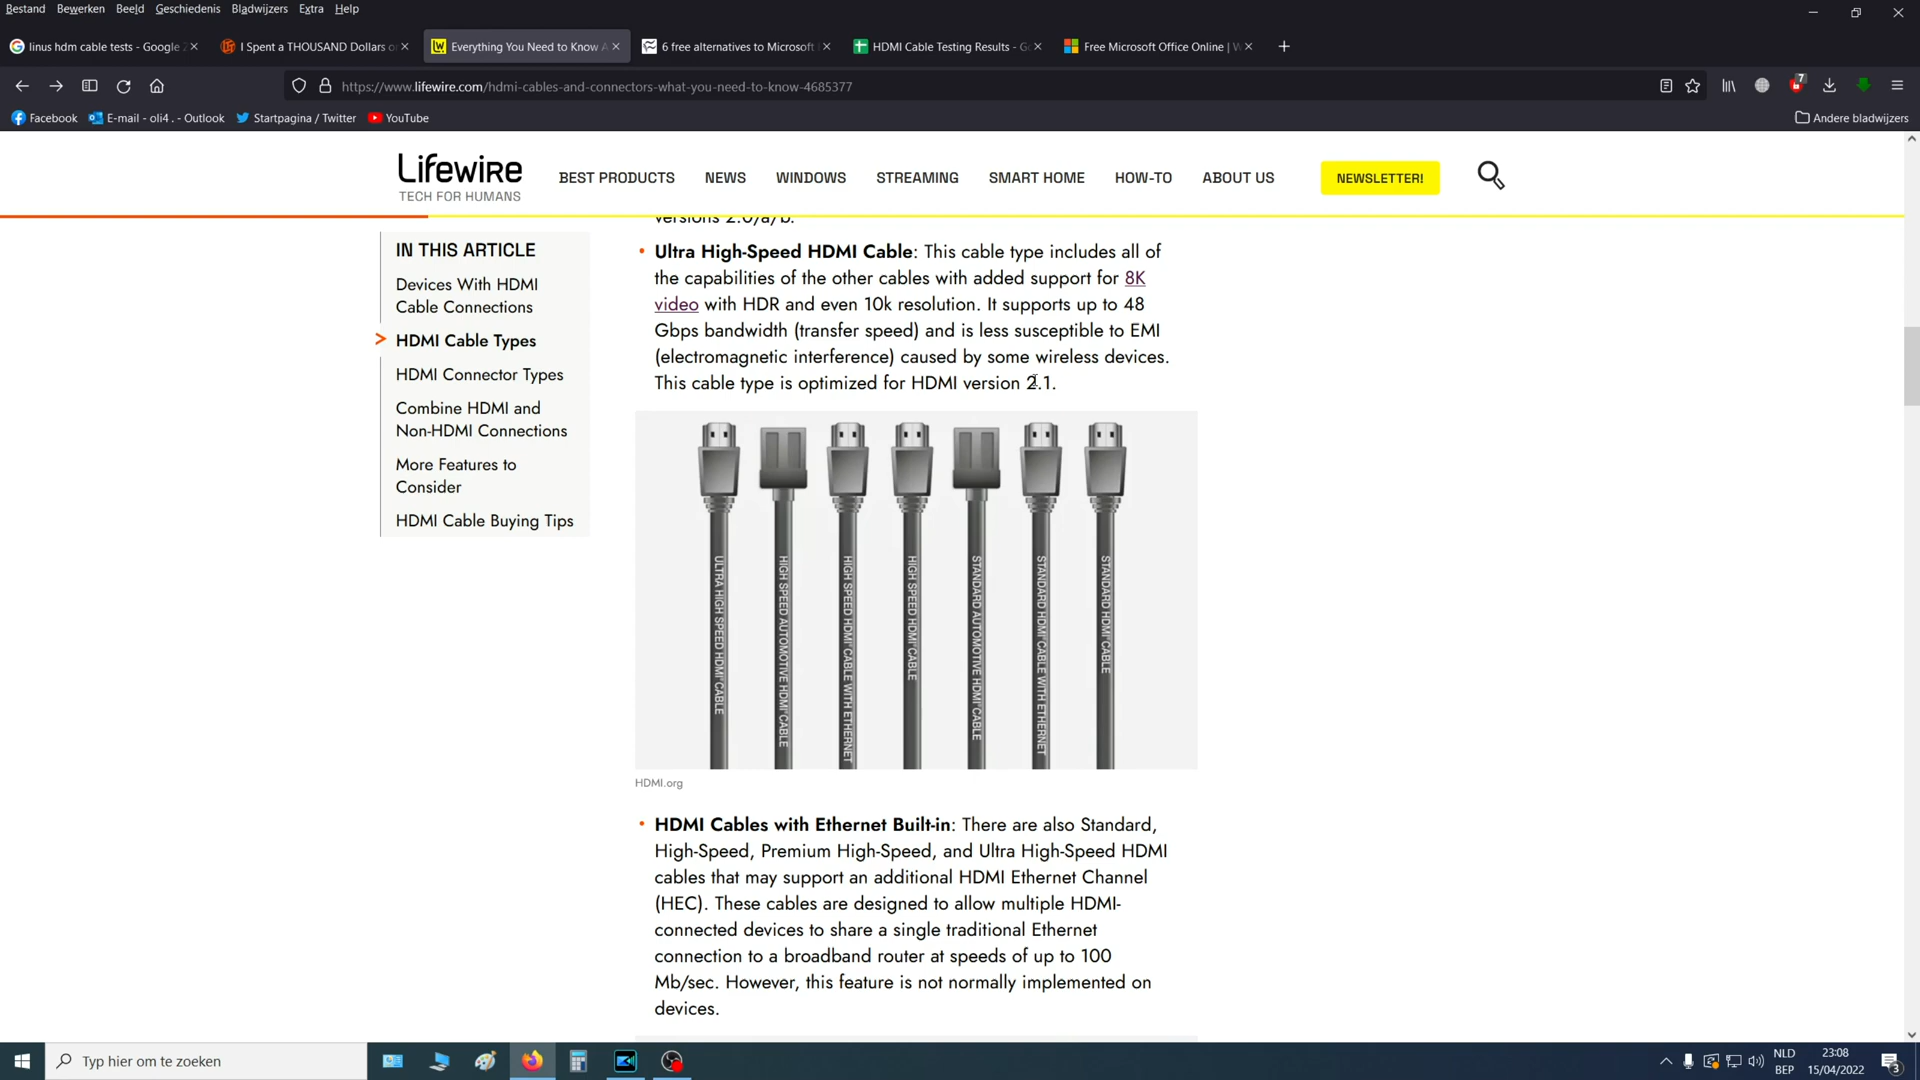 Bestand Bewerken Beeld Geschiedenis Bladwijzers Extra Help
linus hdm cable tests - Google
I Spent a THOUSAND Dollars o
Everything You Need to Know A
6 free alternatives to Microsoft
HDMI Cable Testing Results - G
Free Microsoft Office Online | W
https://www.lifewire.com/hdmi-cables-and-connectors-what-you-need-to-know-4685377
7
Facebook E-mail - oli4 . - Outlook Startpagina / Twitter YouTube Andere bladwijzers
Lifewire
TECH FOR HUMANS
BEST PRODUCTS NEWS WINDOWS STREAMING SMART HOME HOW-TO ABOUT US NEWSLETTER!
IN THIS ARTICLE
Devices With HDMI
Cable Connections
> HDMI Cable Types
HDMI Connector Types
Combine HDMI and
Non-HDMI Connections
More Features to
Consider
HDMI Cable Buying Tips
versions 2.0/a/b.
• Ultra High-Speed HDMI Cable: This cable type includes all of
the capabilities of the other cables with added support for 8K
video with HDR and even 10k resolution. It supports up to 48
Gbps bandwidth (transfer speed) and is less susceptible to EMI
(electromagnetic interference) caused by some wireless devices.
This cable type is optimized for HDMI version 2.1.
ULTRA HIGH SPEED HDMI® CABLE
HIGH SPEED AUTOMOTIVE HDMI® CABLE
HIGH SPEED HDMI® CABLE WITH ETHERNET
HIGH SPEED HDMI® CABLE
STANDARD AUTOMOTIVE HDMI® CABLE
STANDARD HDMI® CABLE WITH ETHERNET
STANDARD HDMI® CABLE
HDMI.org
• HDMI Cables with Ethernet Built-in: There are also Standard,
High-Speed, Premium High-Speed, and Ultra High-Speed HDMI
cables that may support an additional HDMI Ethernet Channel
(HEC). These cables are designed to allow multiple HDMI-
connected devices to share a single traditional Ethernet
connection to a broadband router at speeds of up to 100
Mb/sec. However, this feature is not normally implemented on
devices.
Typ hier om te zoeken
NLD
BEP
23:08
15/04/2022
3